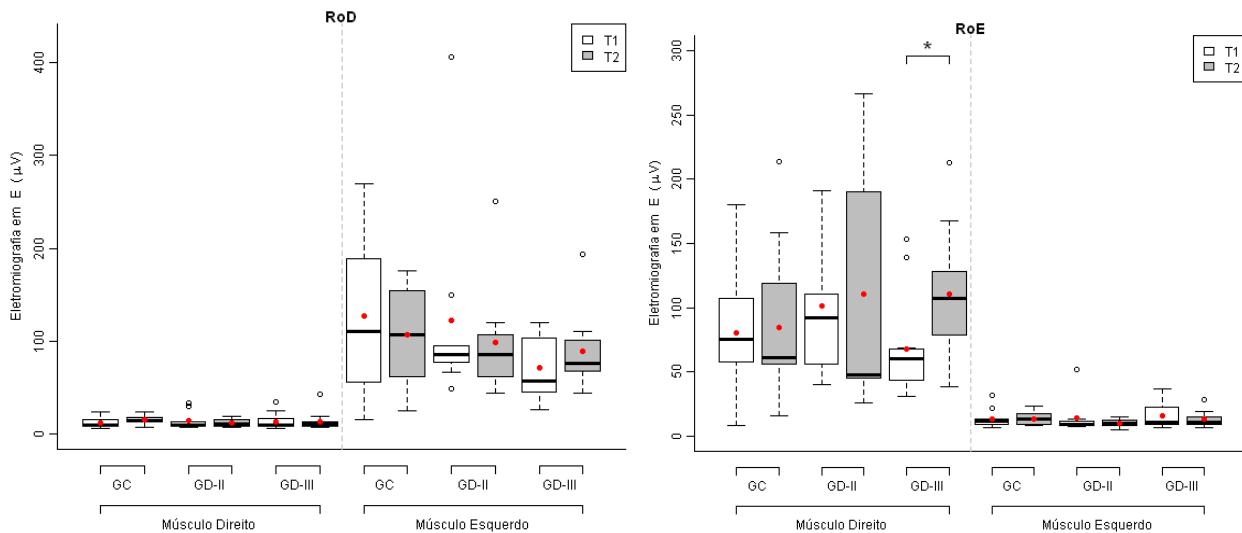 RoD
T1
T2
Eletromiografia em E (μV)
400
300
200
100
0
GC
GD-II
GD-III
GC
GD-II
GD-III
Músculo Direito
Músculo Esquerdo
RoE
*
T1
T2
Eletromiografia em E (μV)
300
250
200
150
100
50
0
GC
GD-II
GD-III
GC
GD-II
GD-III
Músculo Direito
Músculo Esquerdo